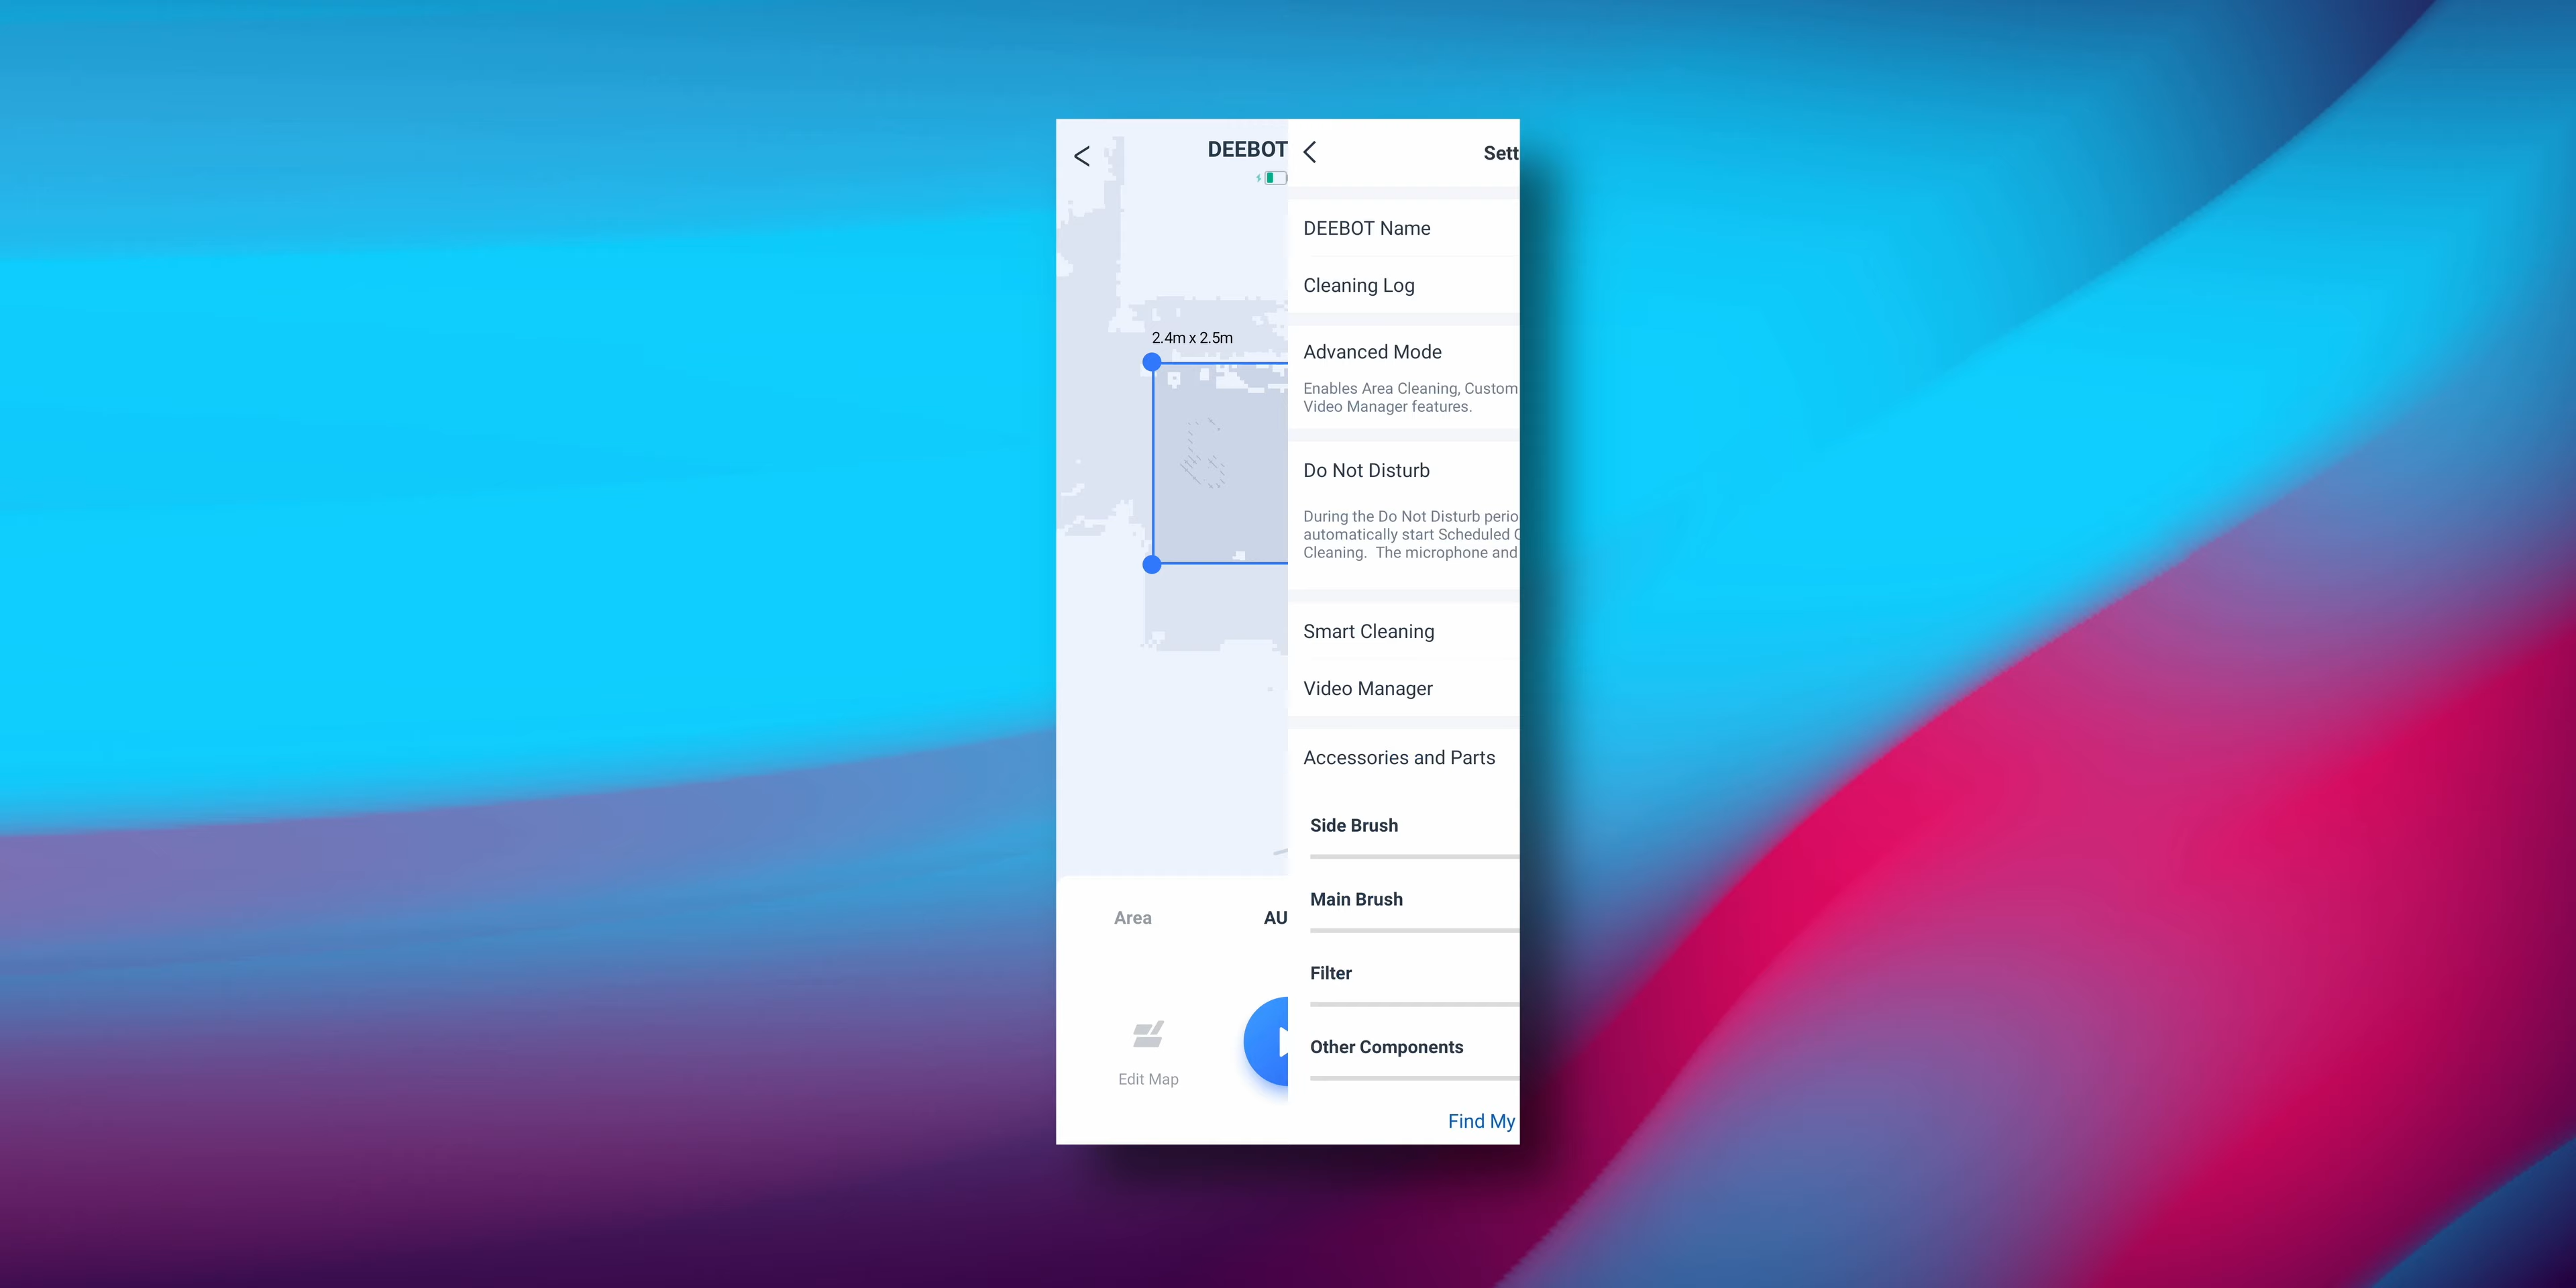 <
DEEBOT
2.4m x 2.5m
Area
AU
Edit Map
Sett
DEEBOT Name
Cleaning Log
Advanced Mode
Enables Area Cleaning, Custom
Video Manager features.
Do Not Disturb
During the Do Not Disturb perio
automatically start Scheduled
Cleaning.  The microphone and
Smart Cleaning
Video Manager
Accessories and Parts
Side Brush
Main Brush
Filter
Other Components
Find My